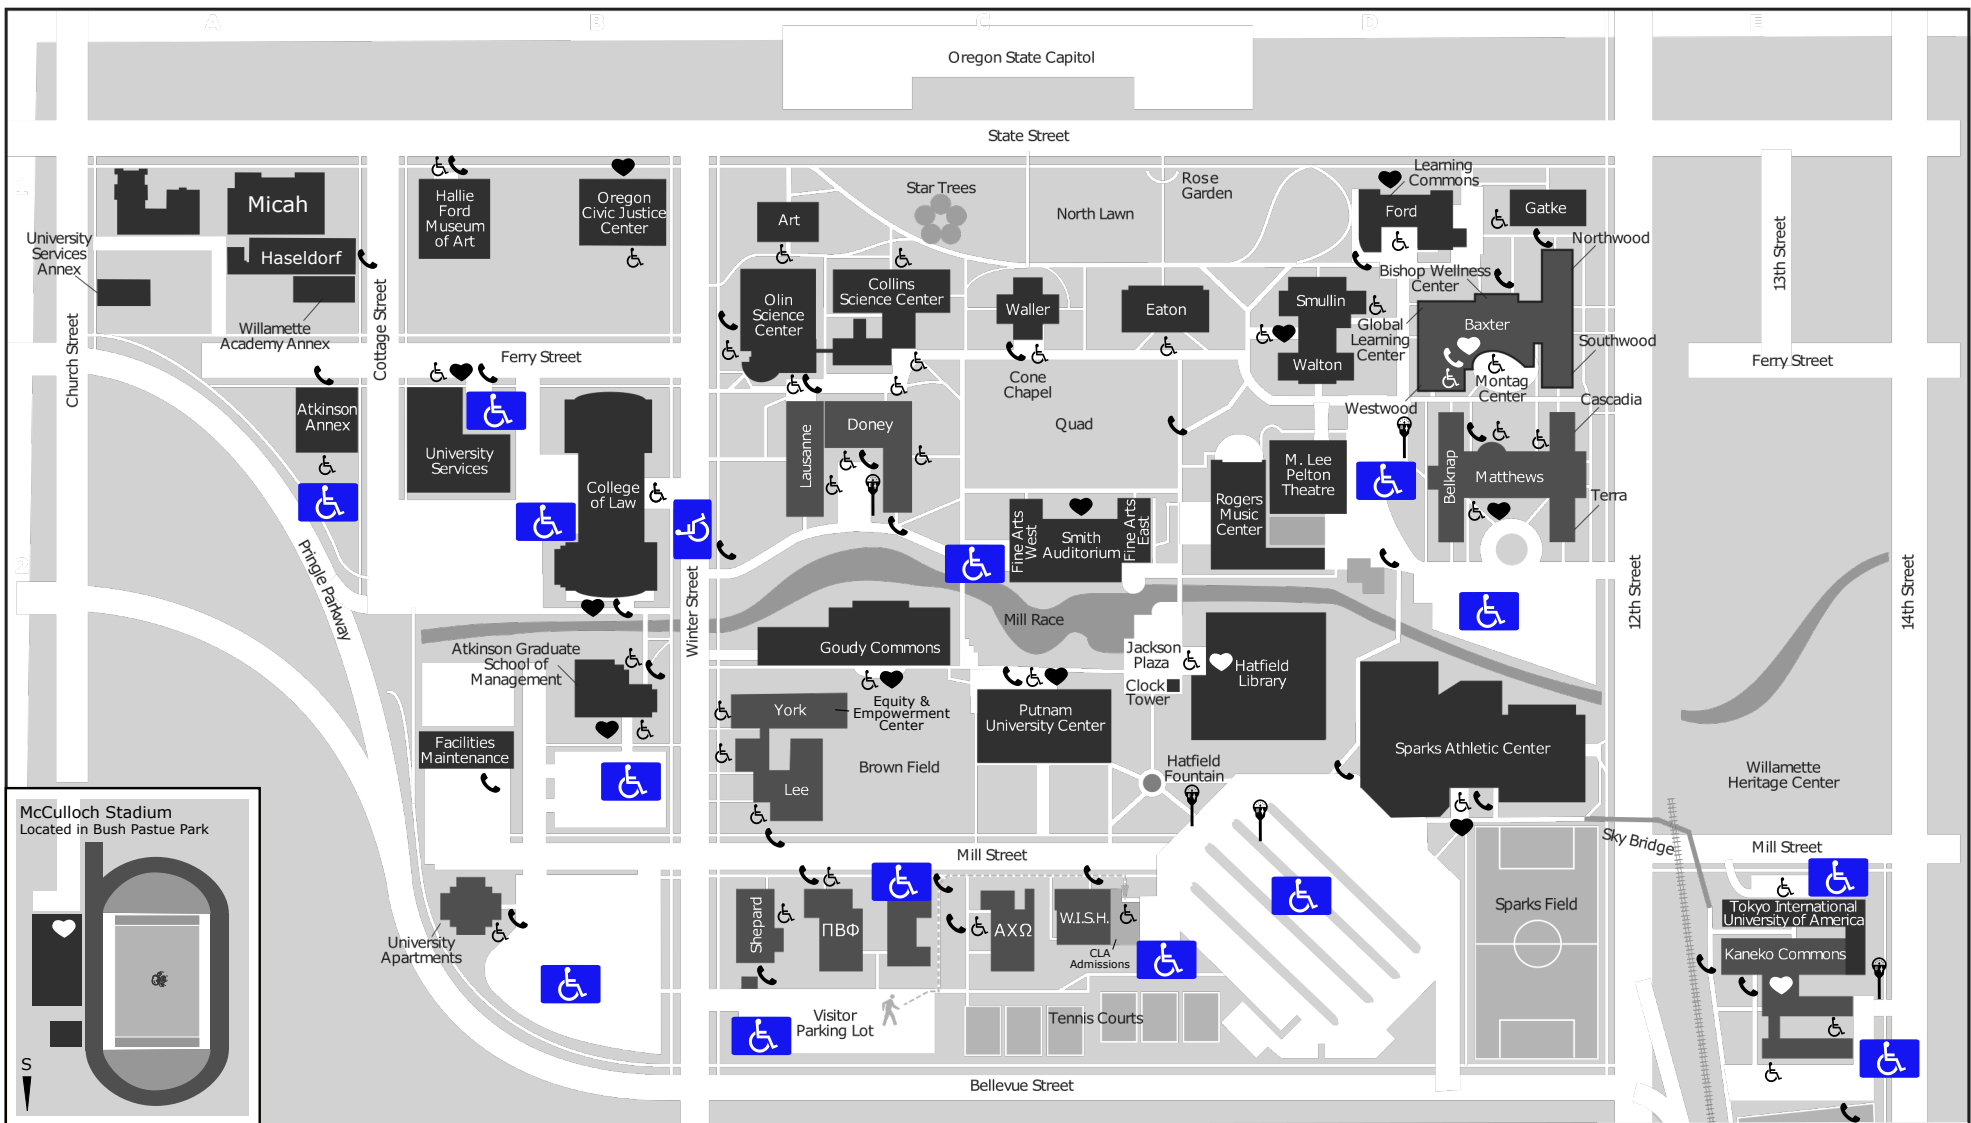 A
B
C
D
E
Oregon State Capitol
State Street
1
Micah
Haseldorf
University
Services
Annex
Willamette
Academy Annex
Church Street
Cottage Street
Hallie
Ford
Museum
of Art
Oregon
Civic Justice
Center
Art
Star Trees
North Lawn
Rose
Garden
Learning
Commons
Ford
Gatke
Northwood
13th Street
Olin
Science
Center
Collins
Science Center
Waller
Eaton
Smullin
Walton
Bishop Wellness
Center
Global
Learning
Center
Baxter
Southwood
Montag
Center
Westwood
Cascadia
Ferry Street
Ferry Street
Cone
Chapel
Quad
Atkinson
Annex
University
Services
College
of Law
Lausanne
Doney
Rogers
Music
Center
M. Lee
Pelton
Theatre
Belknap
Matthews
Terra
Fine Arts
West
Smith
Auditorium
Fine Arts
East
2
Pringle Parkway
Winter Street
12th Street
14th Street
Mill Race
Goudy Commons
Atkinson Graduate
School of
Management
Jackson
Plaza
Clock
Tower
Hatfield
Library
York
Equity &
Empowerment
Center
Putnam
University Center
Facilities
Maintenance
Lee
Brown Field
Hatfield
Fountain
Sparks Athletic Center
Willamette
Heritage Center
McCulloch Stadium
Located in Bush Pastue Park
S
Mill Street
Sky Bridge
Mill Street
University
Apartments
Shepard
ΠΒΦ
ΑΧΩ
W.I.S.H.
CLA
Admissions
Sparks Field
Tokyo International
University of America
Kaneko Commons
Visitor
Parking Lot
Tennis Courts
Bellevue Street